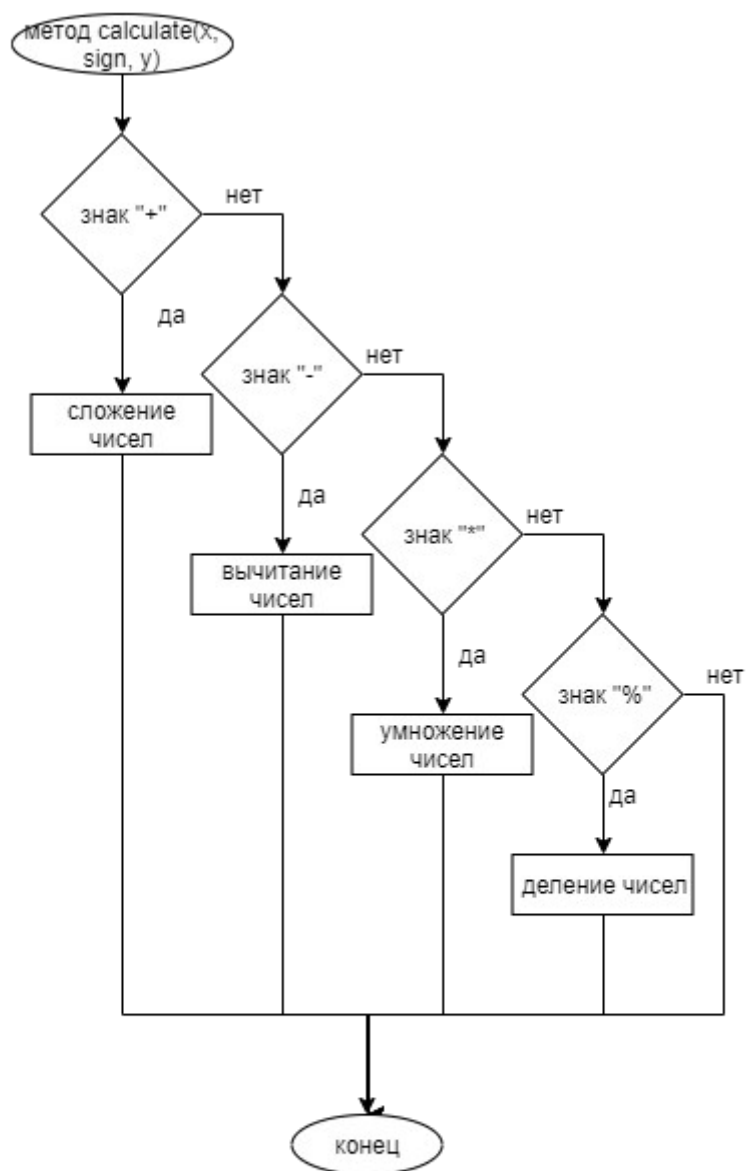 метод calculate(x,
sign, y)
знак "+"
нет
да
сложение
чисел
знак "-"
нет
да
вычитание
чисел
знак "*"
нет
да
умножение
чисел
знак "%"
нет
да
деление чисел
конец